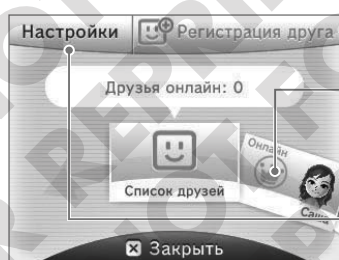 Настройки
Регистрация друга
Друзья онлайн: 0
Онлайн
Список друзей
Закрыть